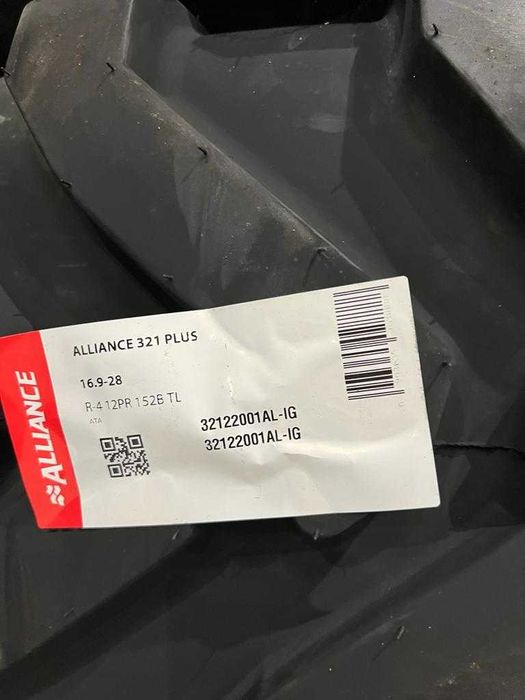 ALLIANCE
ALLIANCE 321 PLUS
16.9-28
R-4 12PR 152B TL
ATA
32122001AL-IG
32122001AL-IG